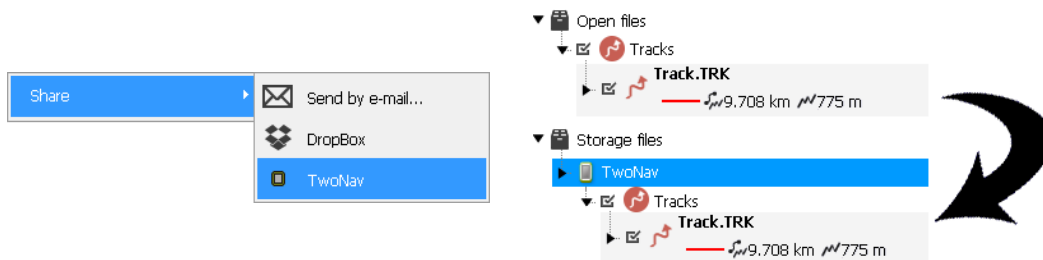 Share
Send by e-mail...
DropBox
TwoNav
Open files
Tracks
Track.TRK
9.708 km 775 m
Storage files
TwoNav
Tracks
Track.TRK
9.708 km 775 m